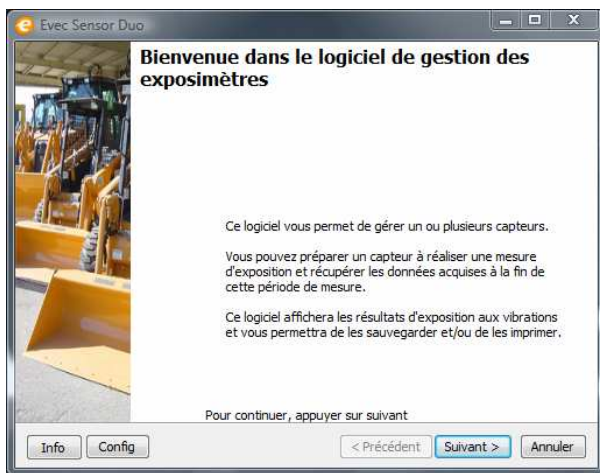 Evec Sensor Duo
Bienvenue dans le logiciel de gestion des
exposimètres
Ce logiciel vous permet de gérer un ou plusieurs capteurs.
Vous pouvez préparer un capteur à réaliser une mesure
d'exposition et récupérer les données acquises à la fin de
cette période de mesure.
Ce logiciel affichera les résultats d'exposition aux vibrations
et vous permettra de les sauvegarder et/ou de les imprimer.
Pour continuer, appuyer sur suivant
Info Config < Précédent Suivant > Annuler